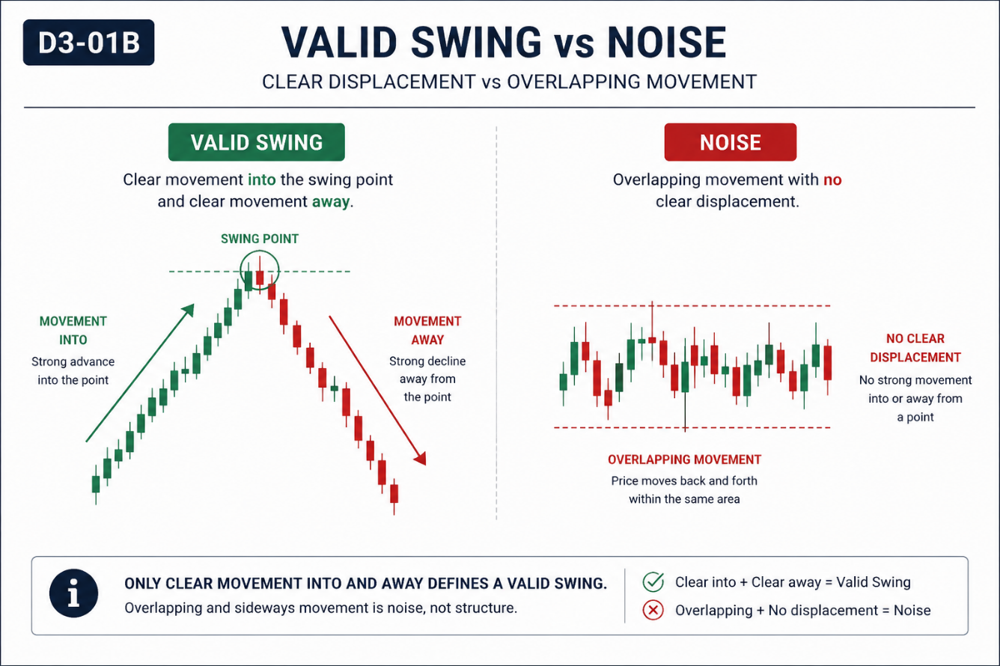 D3-01B
VALID SWING vs NOISE
CLEAR DISPLACEMENT vs OVERLAPPING MOVEMENT
VALID SWING
Clear movement into the swing point
and clear movement away.
SWING POINT
MOVEMENT
INTO
Strong advance
into the point
MOVEMENT
AWAY
Strong decline
away from
the point
NOISE
Overlapping movement with no
clear displacement.
NO CLEAR
DISPLACEMENT
No strong movement
into or away from
a point
OVERLAPPING MOVEMENT
Price moves back and forth
within the same area
i
ONLY CLEAR MOVEMENT INTO AND AWAY DEFINES A VALID SWING.
Overlapping and sideways movement is noise, not structure.
Clear into + Clear away = Valid Swing
Overlapping + No displacement = Noise